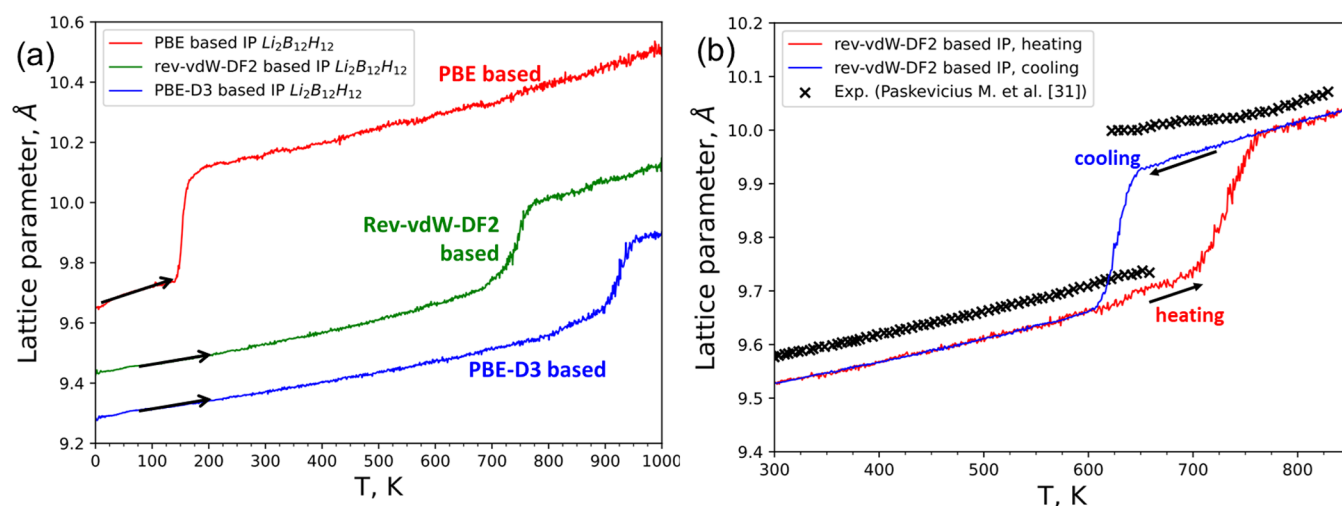 (a)
10.6
10.4
10.2
10.0
9.8
9.6
9.4
9.2
Lattice parameter, Å
PBE based IP Li₂B₁₂H₁₂
rev-vdW-DF2 based IP Li₂B₁₂H₁₂
PBE-D3 based IP Li₂B₁₂H₁₂
PBE based
Rev-vdW-DF2
based
PBE-D3 based
0 100 200 300 400 500 600 700 800 900 1000
T, K
(b)
10.2
10.1
10.0
9.9
9.8
9.7
9.6
9.5
9.4
Lattice parameter, Å
rev-vdW-DF2 based IP, heating
rev-vdW-DF2 based IP, cooling
Exp. (Paskevicius M. et al. [31])
cooling
heating
300 400 500 600 700 800
T, K